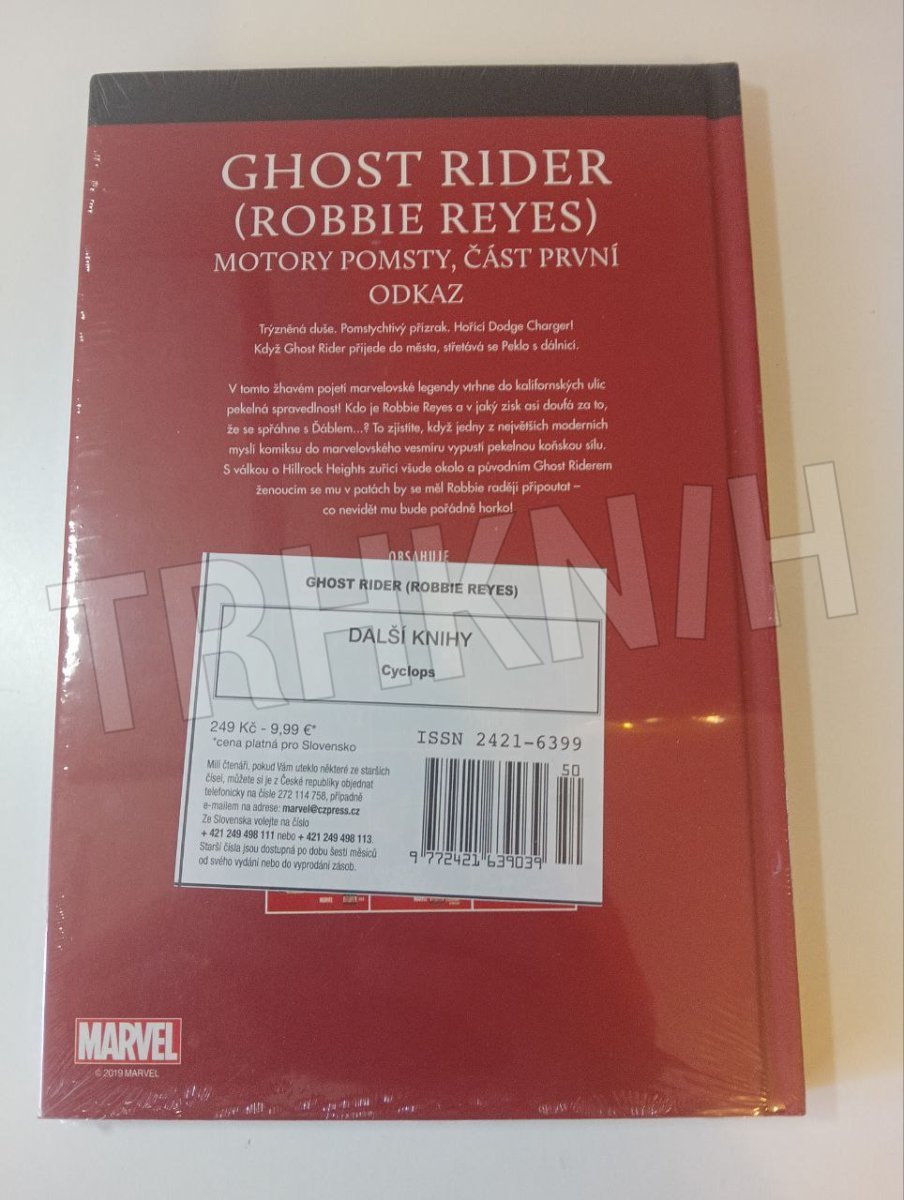 GHOST RIDER
(ROBBIE REYES)
MOTORY POMSTY, ČÁST PRVNÍ
ODKAZ
Trýzněná duše. Pomstychtivý přízrak. Hořící Dodge Charger!
Když Ghost Rider přijede do města, střetává se Peklo s dálnicí.
V tomto žhavém pojetí marvelovské legendy vtrhne do kalifornských ulic
pekelná spravedlnost! Kdo je Robbie Reyes a v jaký zisk asi doufá za to,
že se spřáhne s Ďáblem...? To zjistíte, když jedny z největších moderních
myslí komiksu do marvelovského vesmíru vypustí pekelnou koňskou sílu.
S válkou o Hillrock Heights zuřící všude okolo a původním Ghost Riderem
ženoucím se mu v patách by se měl Robbie raději připoutat –
co nevidět mu bude pořádně horko!
OBSAHUJE
TRHKNIH
GHOST RIDER (ROBBIE REYES)
DALŠÍ KNIHY
Cyclops
249 Kč - 9,99 €*
*cena platná pro Slovensko
Milí čtenáři, pokud Vám uteklo některé ze starších
čísel, můžete si je z České republiky objednat
telefonicky na čísle 272 114 758, případně
e-mailem na adrese: marvel@czpress.cz
Ze Slovenska volejte na číslo
+ 421 249 498 111 nebo + 421 249 498 113.
Starší čísla jsou dostupná po dobu šesti měsíců
od svého vydání nebo do vyprodání zásob.
ISSN 2421-6399
50
9 772421 639039
MARVEL
© 2019 MARVEL